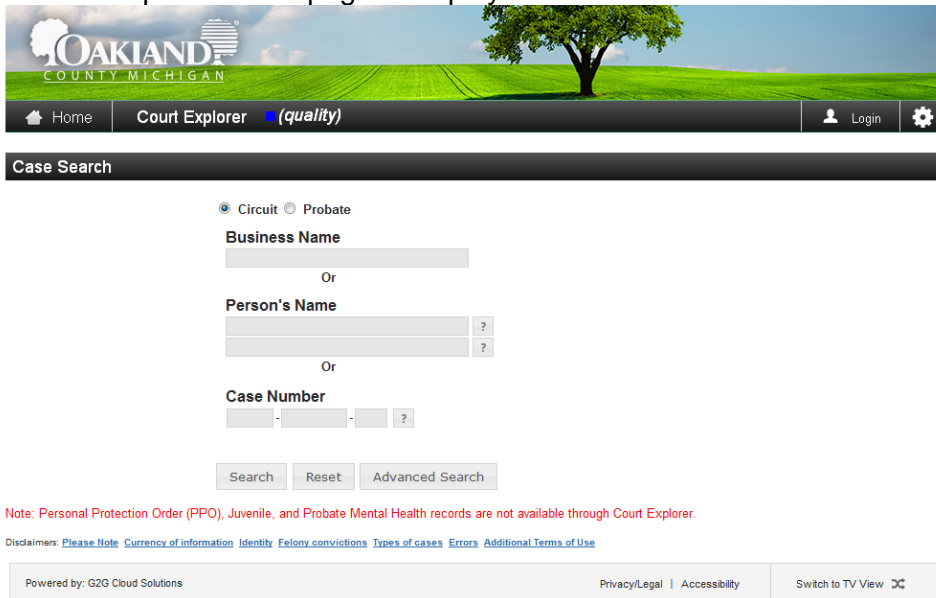 OAKLAND
COUNTY MICHIGAN
Home Court Explorer (quality) Login
Case Search
Circuit Probate
Business Name
Or
Person's Name
?
?
Or
Case Number
- - ?
Search Reset Advanced Search
Note: Personal Protection Order (PPO), Juvenile, and Probate Mental Health records are not available through Court Explorer.
Disclaimers: Please Note Currency of information Identity Felony convictions Types of cases Errors Additional Terms of Use
Powered by: G2G Cloud Solutions Privacy/Legal | Accessibility Switch to TV View